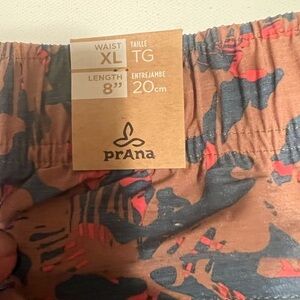 WAIST
XL
TAILLE
TG
LENGTH
8"
ENTREJAMBE
20cm
prAna